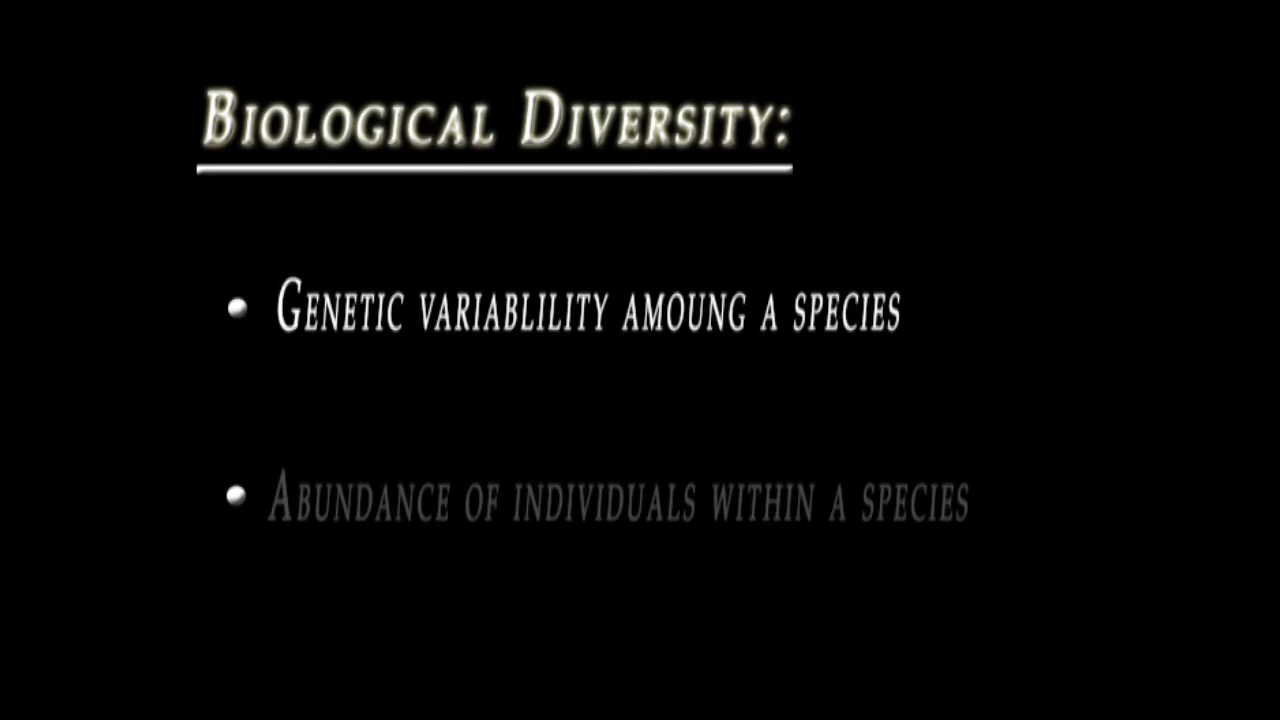 Biological Diversity:
• Genetic variablility amoung a species
• Abundance of individuals within a species